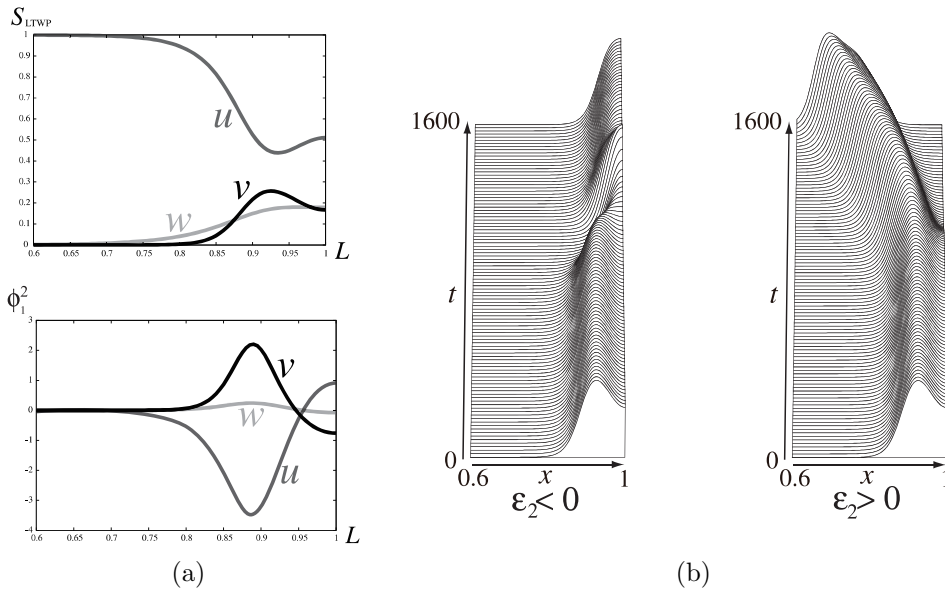 S_LTWP
1
0.9
0.8
0.7
0.6
0.5
0.4
0.3
0.2
0.1
0
u
v
w
0.6 0.65 0.7 0.75 0.8 0.85 0.9 0.95 1 L
ϕ₁²
3
2
1
0
-1
-2
-3
-4
v
w
u
0.6 0.65 0.7 0.75 0.8 0.85 0.9 0.95 1 L
(a)
1600
t
0
0.6 x 1
ε₂< 0
1600
t
0
0.6 x 1
ε₂> 0
(b)